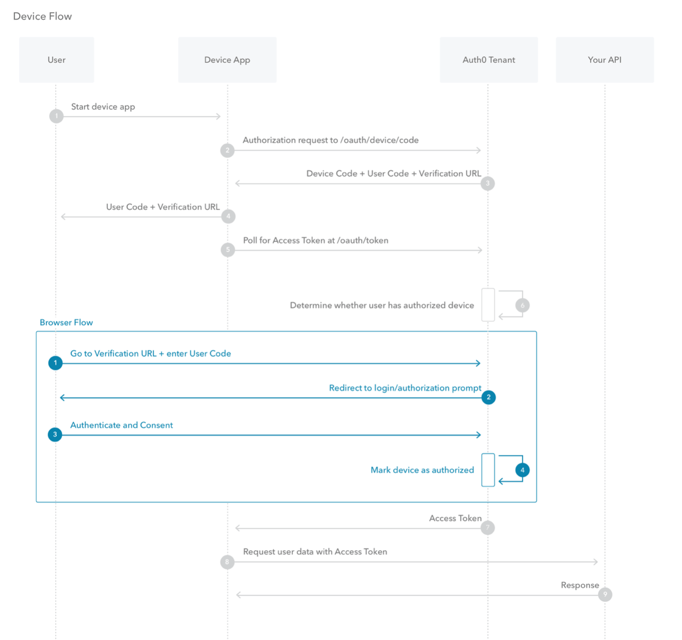 Device Flow
User
Device App
Auth0 Tenant
Your API
Start device app
1
Authorization request to /oauth/device/code
2
Device Code + User Code + Verification URL
3
User Code + Verification URL
4
Poll for Access Token at /oauth/token
5
Determine whether user has authorized device
6
Browser Flow
Go to Verification URL + enter User Code
1
Redirect to login/authorization prompt
2
Authenticate and Consent
3
Mark device as authorized
4
Access Token
7
Request user data with Access Token
8
Response
9